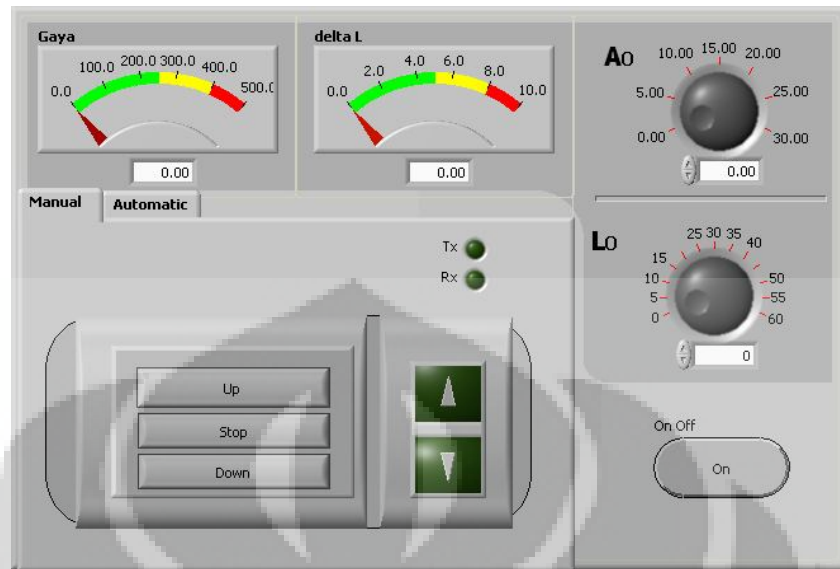 Gaya
0.0 100.0 200.0 300.0 400.0 500.0
0.00
delta L
0.0 2.0 4.0 6.0 8.0 10.0
0.00
A0
0.00 5.00 10.00 15.00 20.00 25.00 30.00
0.00
Manual Automatic
Tx
Rx
Up
Stop
Down
L0
0 5 10 15 25 30 35 40 50 55 60
0
On Off
On